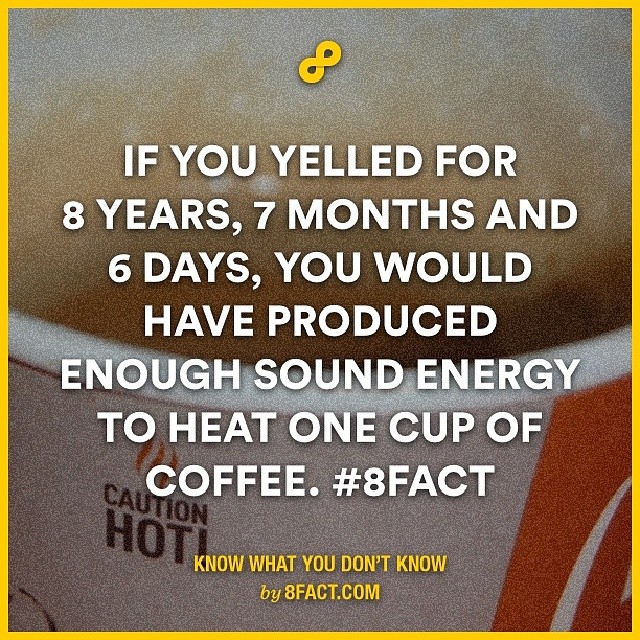 IF YOU YELLED FOR
8 YEARS, 7 MONTHS AND
6 DAYS, YOU WOULD
HAVE PRODUCED
ENOUGH SOUND ENERGY
TO HEAT ONE CUP OF
COFFEE. #8FACT
CAUTION
HOT!
KNOW WHAT YOU DON'T KNOW
by 8FACT.COM